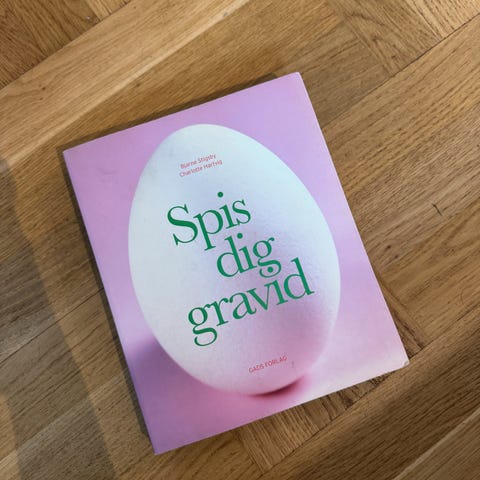 Bjarne Stigsby
Charlotte Hartvig
Spis
dig
gravid
GADS FORLAG